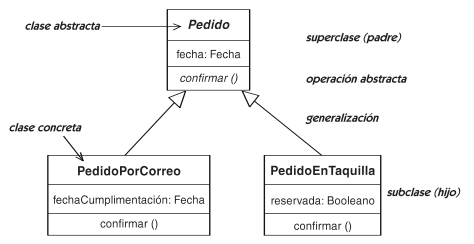 clase abstracta
Pedido
superclase (padre)
fecha: Fecha
confirmar ()
operación abstracta
generalización
clase concreta
PedidoPorCorreo
PedidoEnTaquilla
fechaCumplimentación: Fecha
reservada: Booleano
subclase (hijo)
confirmar ()
confirmar ()